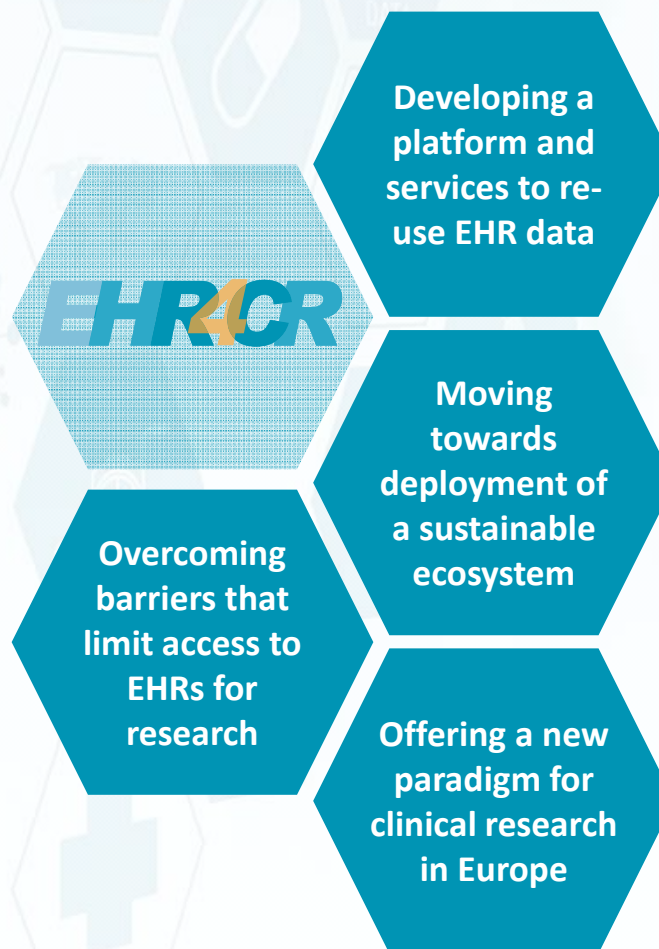 Developing a
platform and
services to re-
use EHR data
EHR4CR
Moving
towards
deployment of
a sustainable
ecosystem
Overcoming
barriers that
limit access to
EHRs for
research
Offering a new
paradigm for
clinical research
in Europe